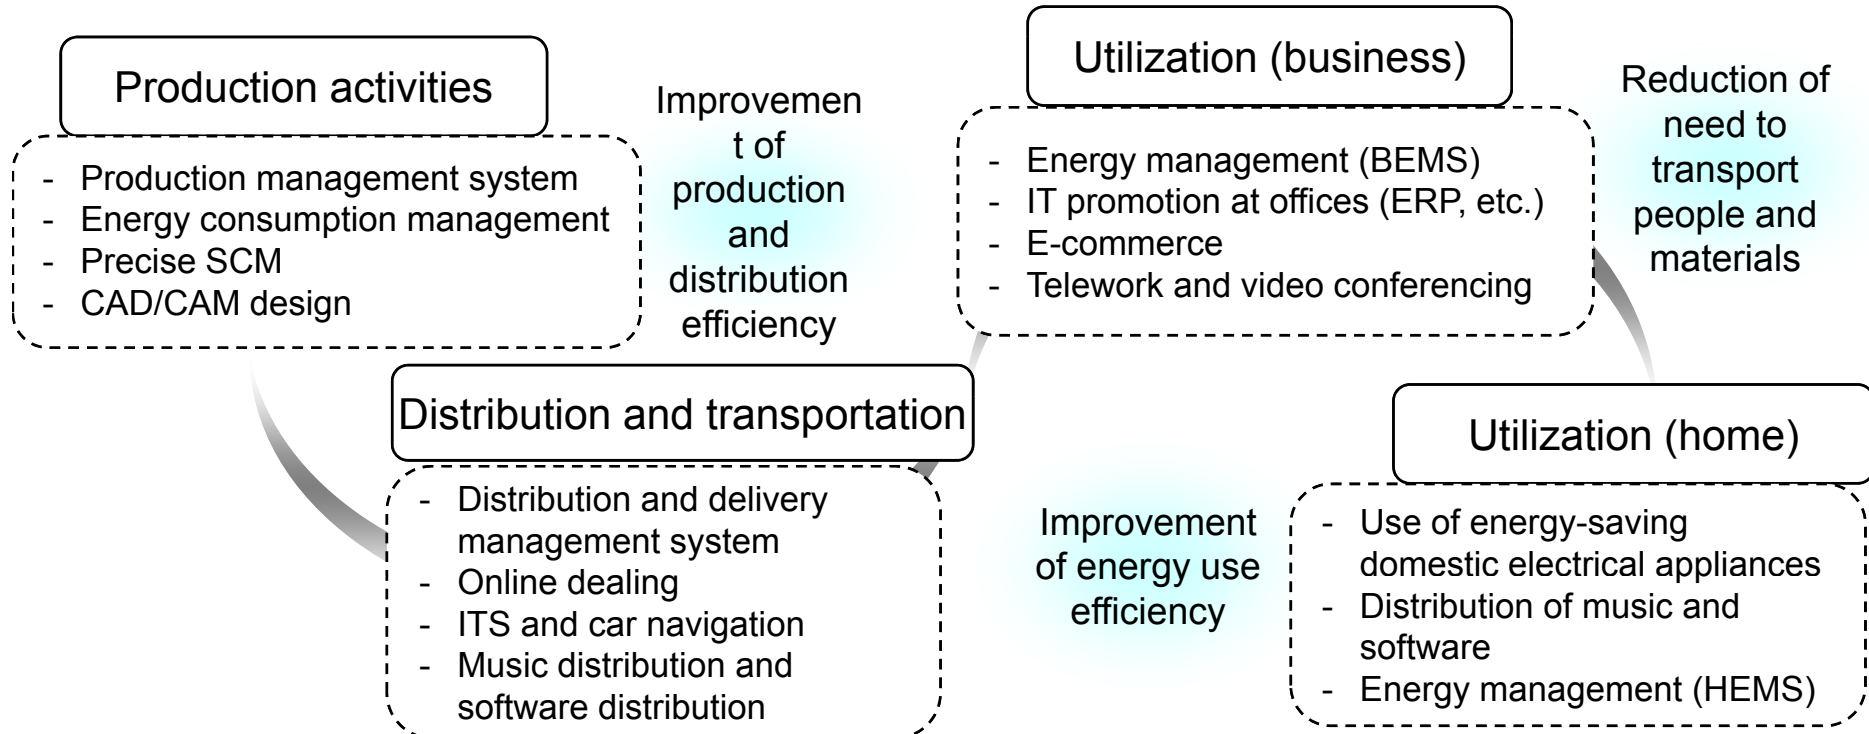 Production activities
- Production management system
- Energy consumption management
- Precise SCM
- CAD/CAM design
Improvemen
t of
production
and
distribution
efficiency
Utilization (business)
- Energy management (BEMS)
- IT promotion at offices (ERP, etc.)
- E-commerce
- Telework and video conferencing
Reduction of
need to
transport
people and
materials
Distribution and transportation
- Distribution and delivery
management system
- Online dealing
- ITS and car navigation
- Music distribution and
software distribution
Improvement
of energy use
efficiency
Utilization (home)
- Use of energy-saving
domestic electrical appliances
- Distribution of music and
software
- Energy management (HEMS)